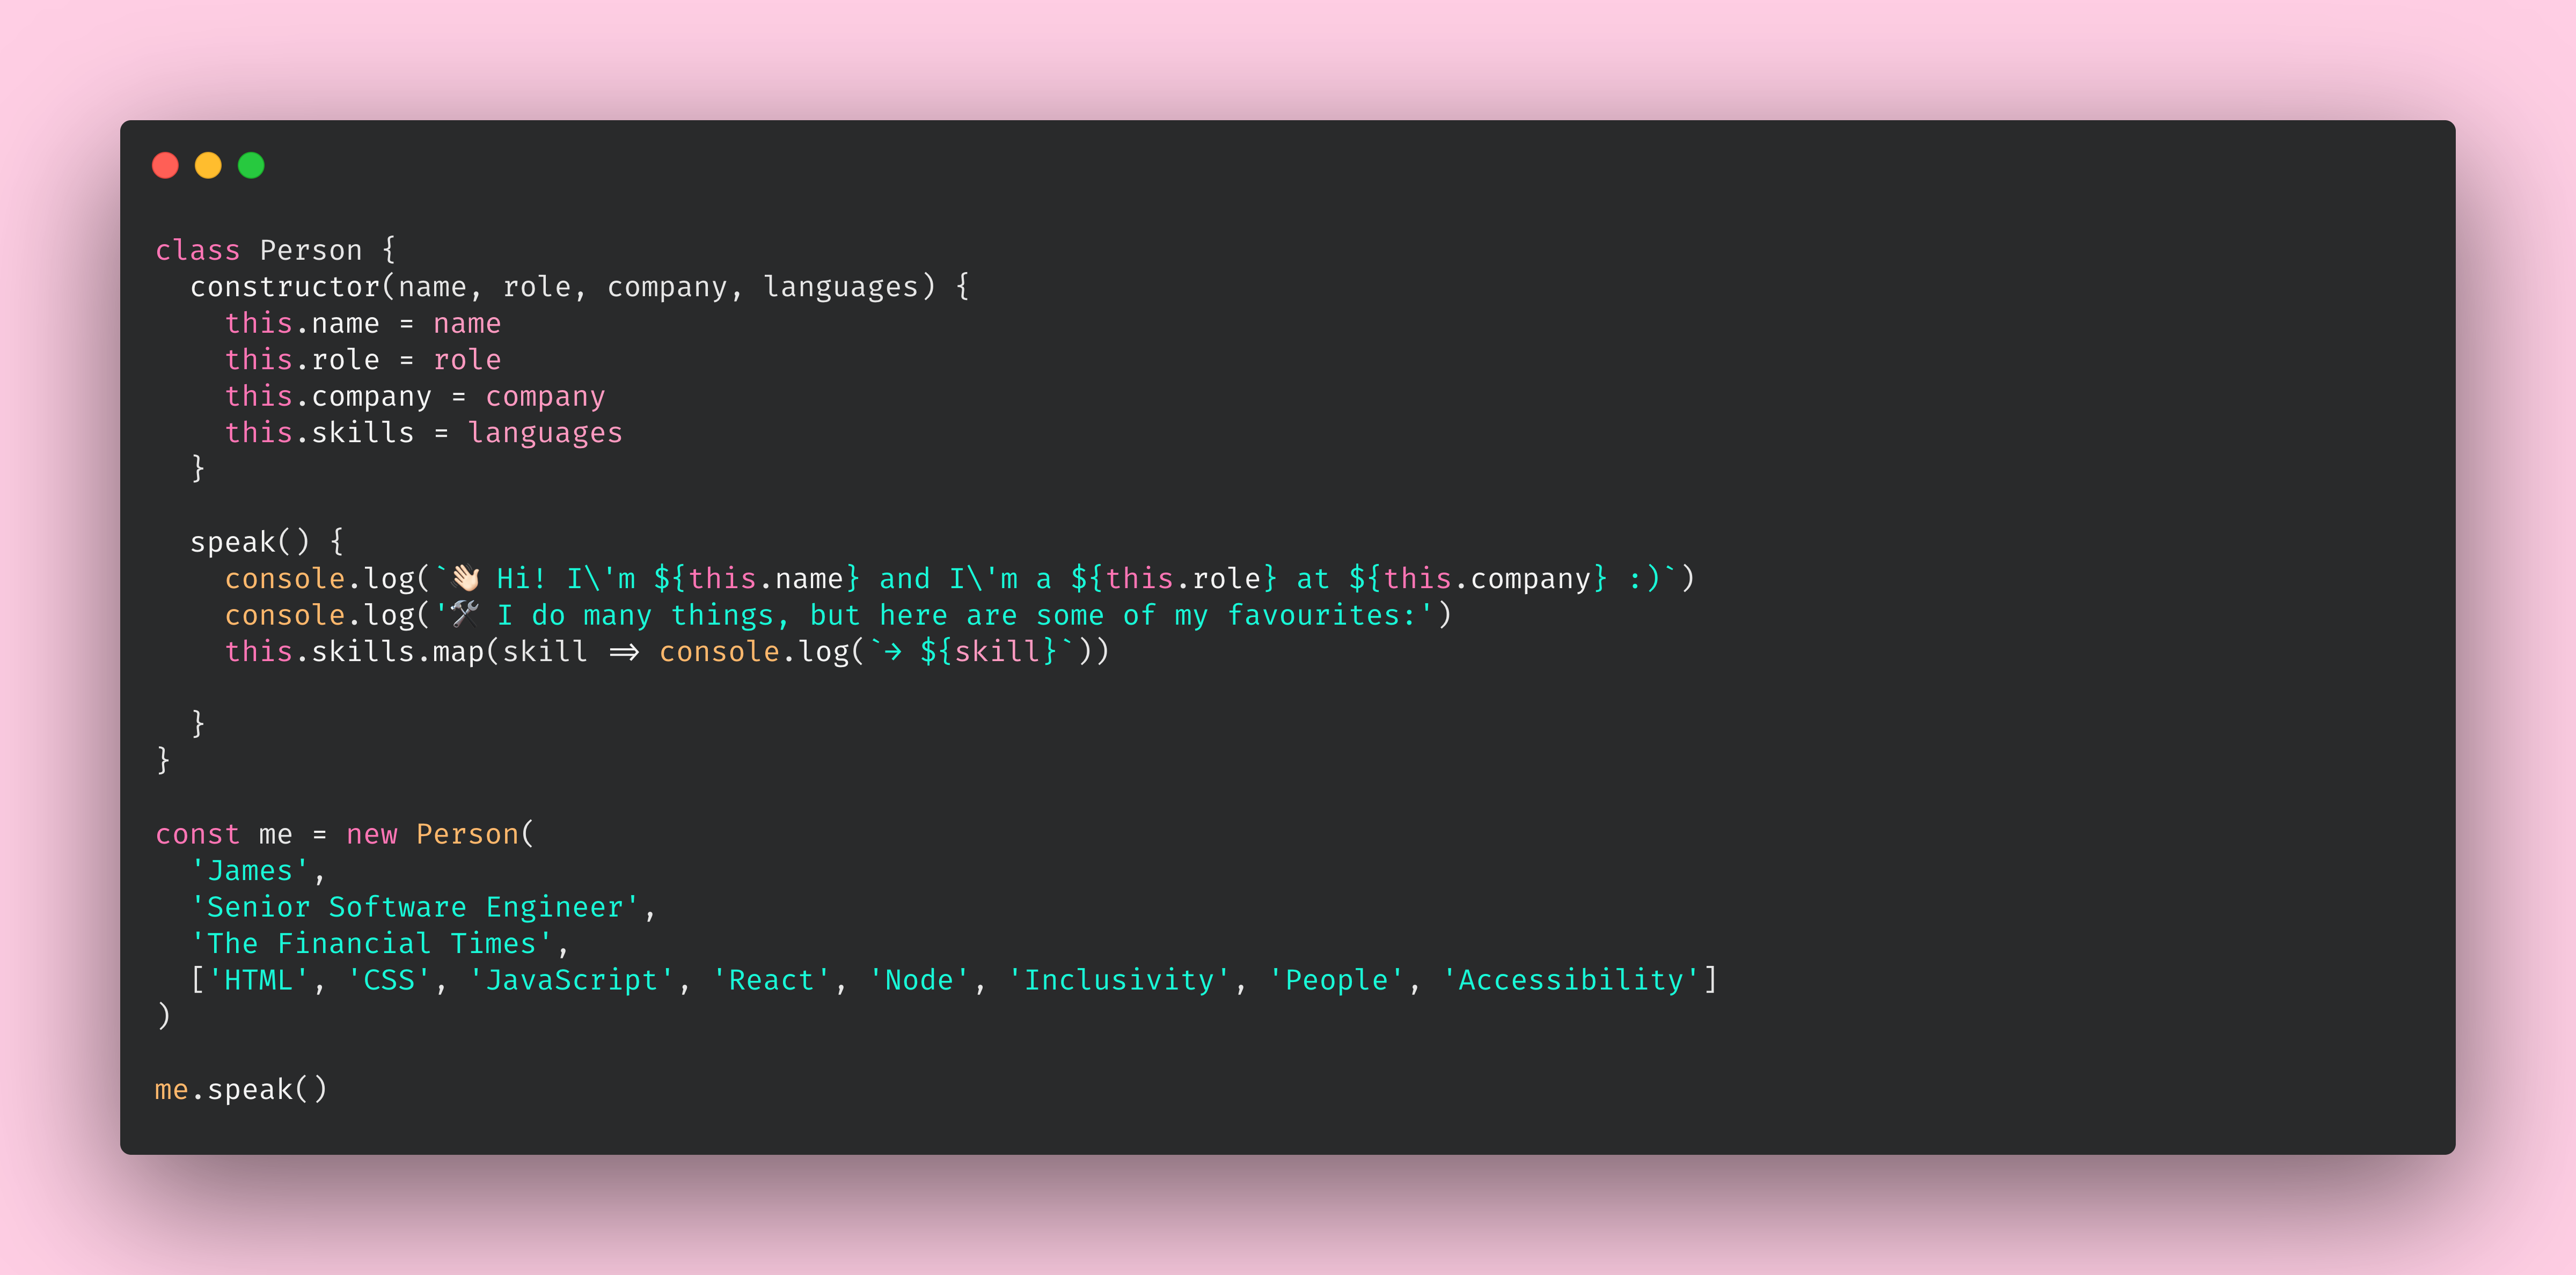 class Person {
  constructor(name, role, company, languages) {
    this.name = name
    this.role = role
    this.company = company
    this.skills = languages
  }

  speak() {
    console.log(`👋🏻 Hi! I\'m ${this.name} and I\'m a ${this.role} at ${this.company} :)`)
    console.log('🛠 I do many things, but here are some of my favourites:')
    this.skills.map(skill => console.log(`→ ${skill}`))

  }
}

const me = new Person(
  'James',
  'Senior Software Engineer',
  'The Financial Times',
  ['HTML', 'CSS', 'JavaScript', 'React', 'Node', 'Inclusivity', 'People', 'Accessibility']
)

me.speak()